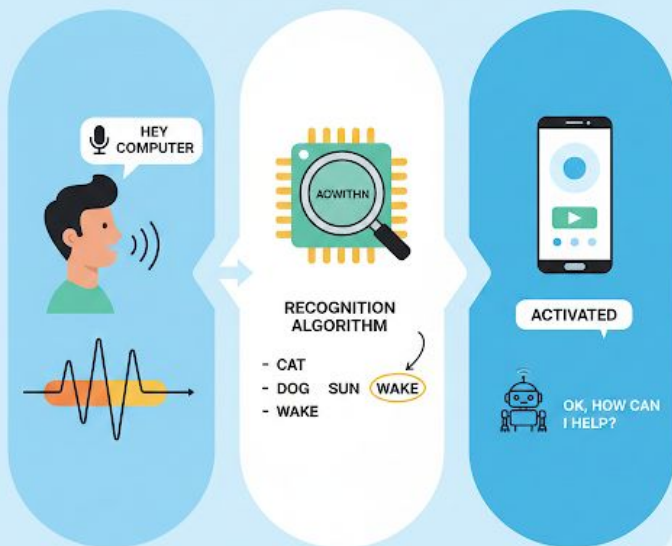 HEY
COMPUTER
AOWITHN
RECOGNITION
ALGORITHM
- CAT
- DOG SUN WAKE
- WAKE
ACTIVATED
OK, HOW CAN
I HELP?